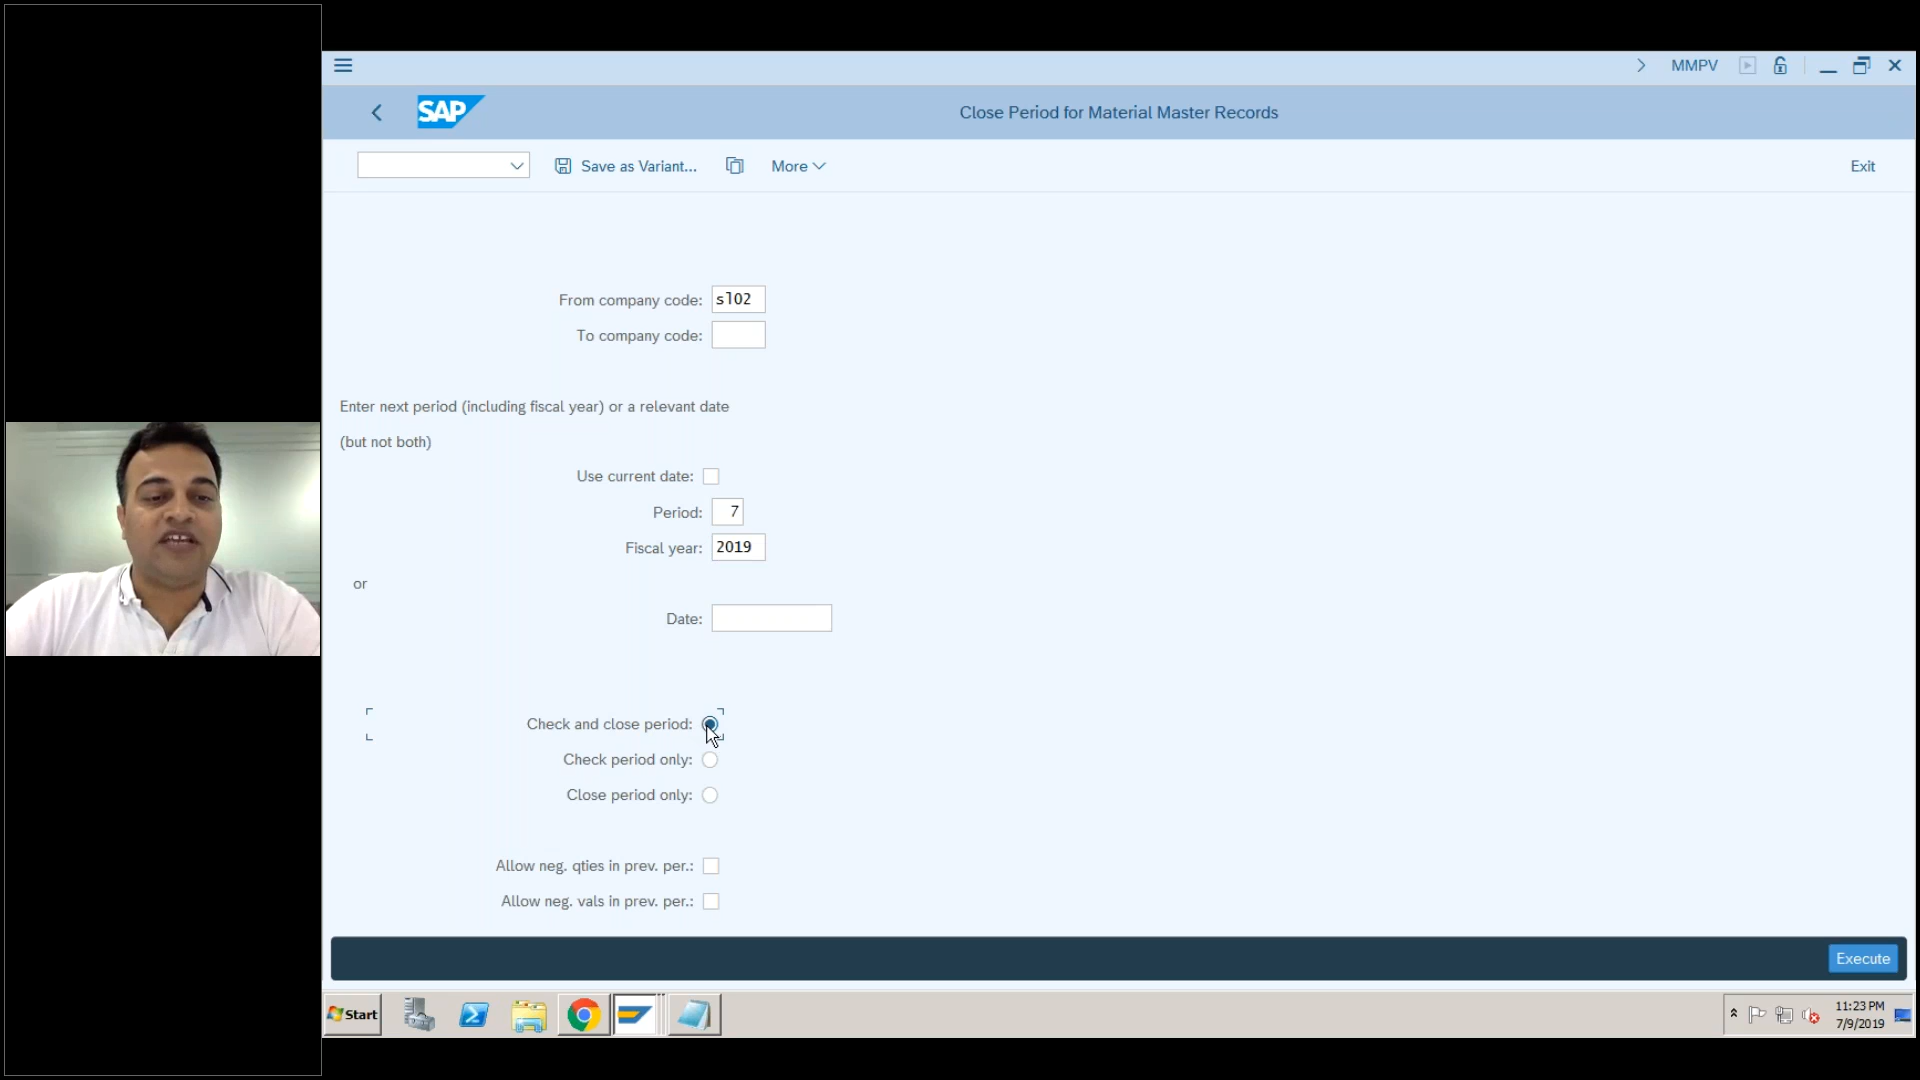 MMPV
SAP
Close Period for Material Master Records
Save as Variant...
More
Exit
From company code: sl02
To company code:
Enter next period (including fiscal year) or a relevant date
(but not both)
Use current date:
Period: 7
Fiscal year: 2019
or
Date:
Check and close period:
Check period only:
Close period only:
Allow neg. qties in prev. per.:
Allow neg. vals in prev. per.:
Execute
Start
11:23 PM
7/9/2019